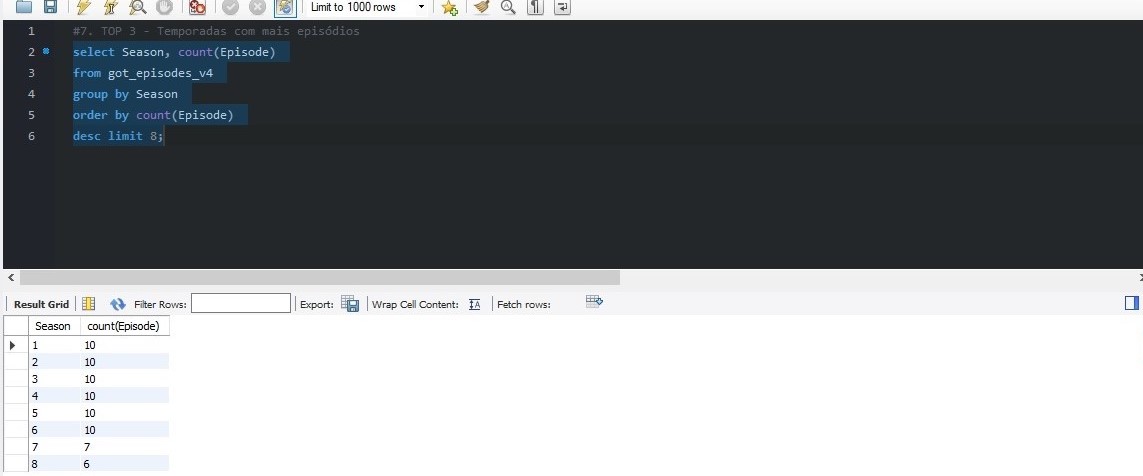 Limit to 1000 rows
1 #7. TOP 3 - Temporadas com mais episódios
2 select Season, count(Episode)
3 from got_episodes_v4
4 group by Season
5 order by count(Episode)
6 desc limit 8;
Result Grid Filter Rows: Export: Wrap Cell Content: Fetch rows:
Season count(Episode)
1 10
2 10
3 10
4 10
5 10
6 10
7 7
8 6